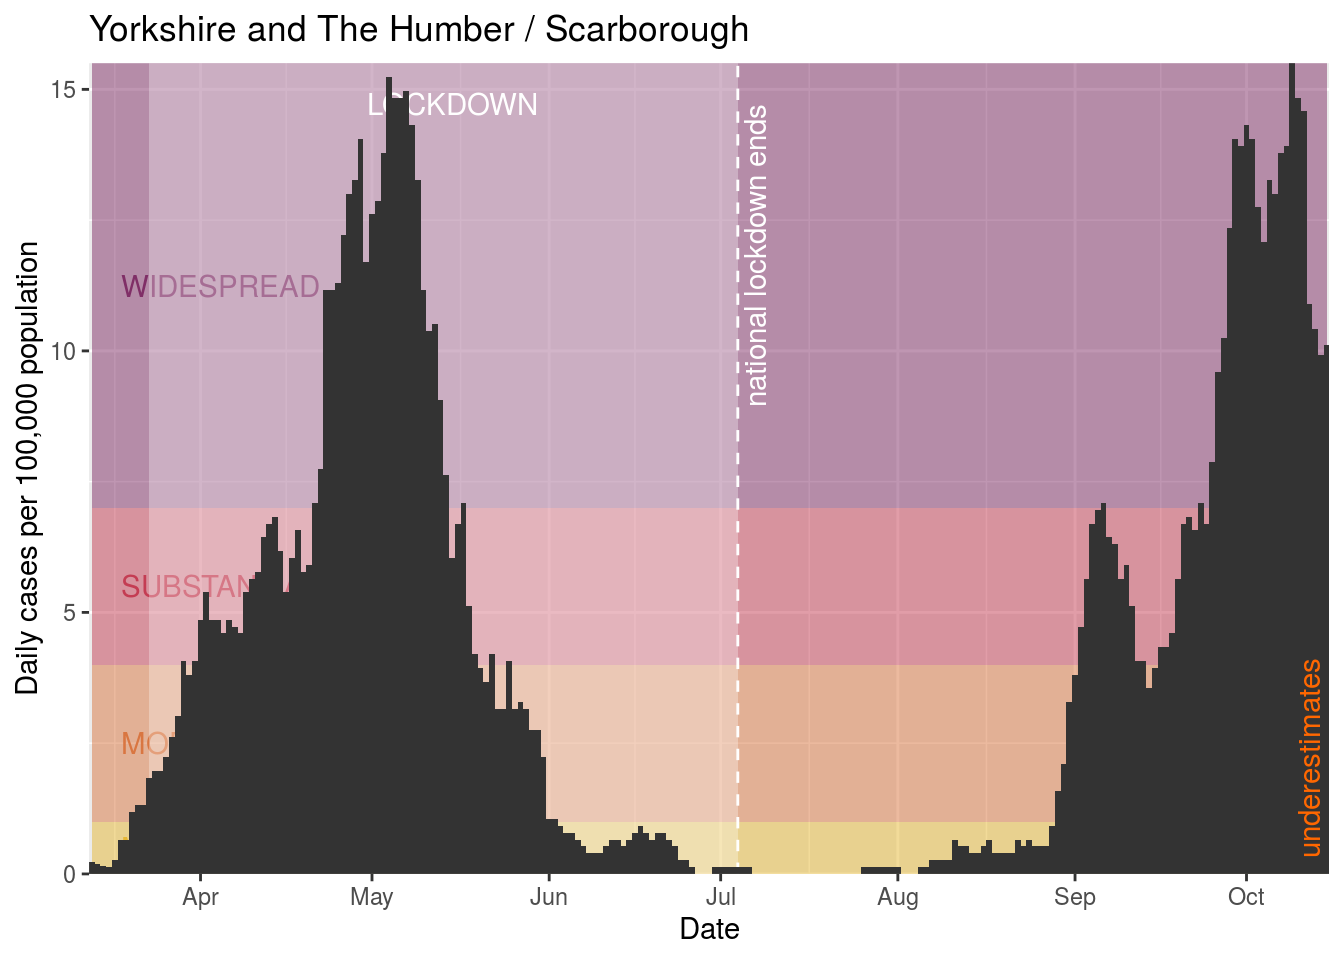 Yorkshire and The Humber / Scarborough
Daily cases per 100,000 population
15
10
5
0
LOCKDOWN
WIDESPREAD
national lockdown ends
underestimates
Apr
May
Jun
Jul
Aug
Sep
Oct
Date